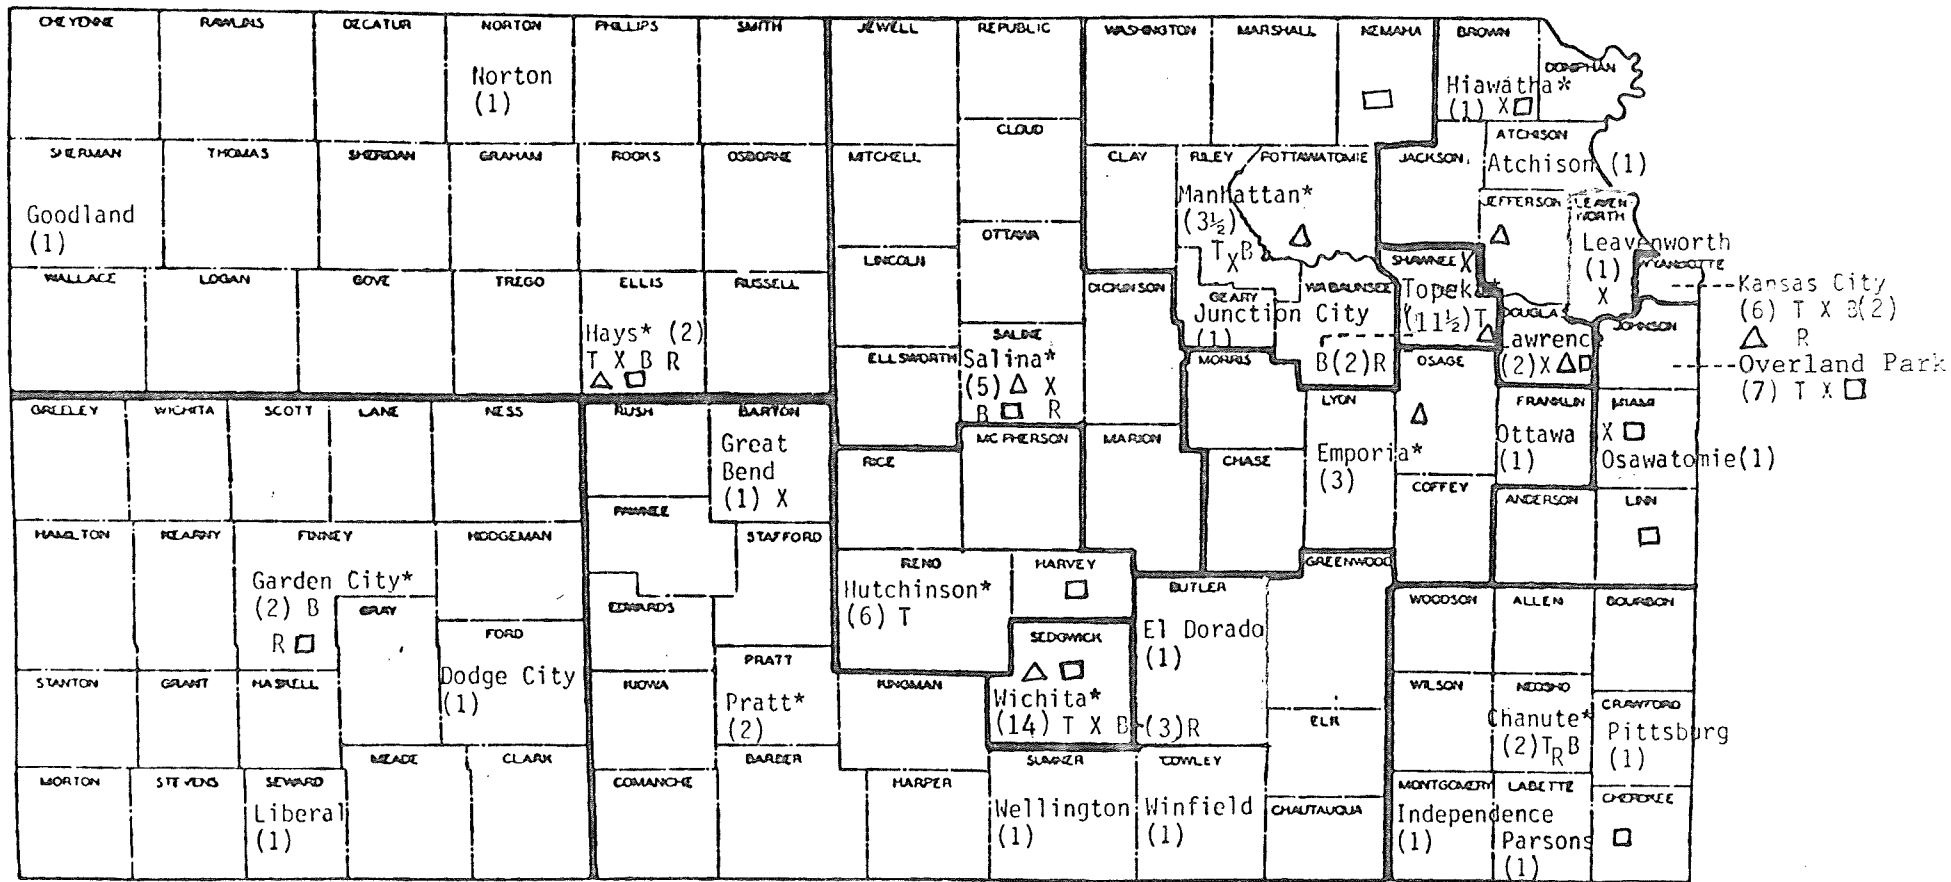 CHEYENNE RAWLINS DECATUR NORTON PHILLIPS SMITH JEWELL REPUBLIC WASHINGTON MARSHALL NEMAHA BROWN
DONIPHAN
Norton
(1)
Hiawatha*
(1) X
CLOUD
ATCHISON
Atchison (1)
SHERMAN THOMAS SHERIDAN GRAHAM ROOKS OSBORNE MITCHELL CLAY RILEY POTTAWATOMIE JACKSON
Goodland
(1)
Manhattan*
(3½)
T X B
JEFFERSON LEAVEN-
WORTH
Leavenworth
(1)
X
OTTAWA
LINCOLN
SHAWNEE X
WYANDOTTE
WALLACE LOGAN GOVE TREGO ELLIS RUSSELL DICKINSON GEARY WABAUNSEE
Hays* (2)
T X B R
△ □
Topeka*
(11½) T
△
Kansas City
(6) T X B(2)
△ R
Junction City
(1)
B(2)R
DOUGLAS
Lawrenc
(2) X △ □
JOHNSON
Overland Park
(7) T X □
SALINE
Salina*
(5) △ X
B □ R
ELLSWORTH MORRIS OSAGE
GREELEY WICHITA SCOTT LANE NESS RUSH BARTON
Great
Bend
(1) X
MC PHERSON MARION LYON FRANKLIN MIAMI
Emporia*
(3)
Ottawa
(1)
X □
Osawatomie(1)
RICE CHASE COFFEY ANDERSON LINN
HAMILTON KEARNY FINNEY HODGEMAN PAWNEE STAFFORD
Garden City*
(2) B
R □
RENO HARVEY GREENWOOD
Hutchinson*
(6) T
BUTLER
El Dorado
(1)
GRAY FORD EDWARDS
Dodge City
(1)
SEDGWICK
△ □
Wichita*
(14) T X B-(3)R
WOODSON ALLEN BOURBON
STANTON GRANT HASKELL KIOWA PRATT KINGMAN
Pratt*
(2)
WILSON NEOSHO CRAWFORD
Chanute*
(2) T R B
Pittsburg
(1)
ELK
MORTON STEVENS SEWARD MEADE CLARK COMANCHE BARBER HARPER SUMNER COWLEY
Liberal
(1)
Wellington
(1)
Winfield
(1)
CHAUTAUQUA MONTGOMERY LABETTE CHEROKEE
Independence
(1)
Parsons
(1)